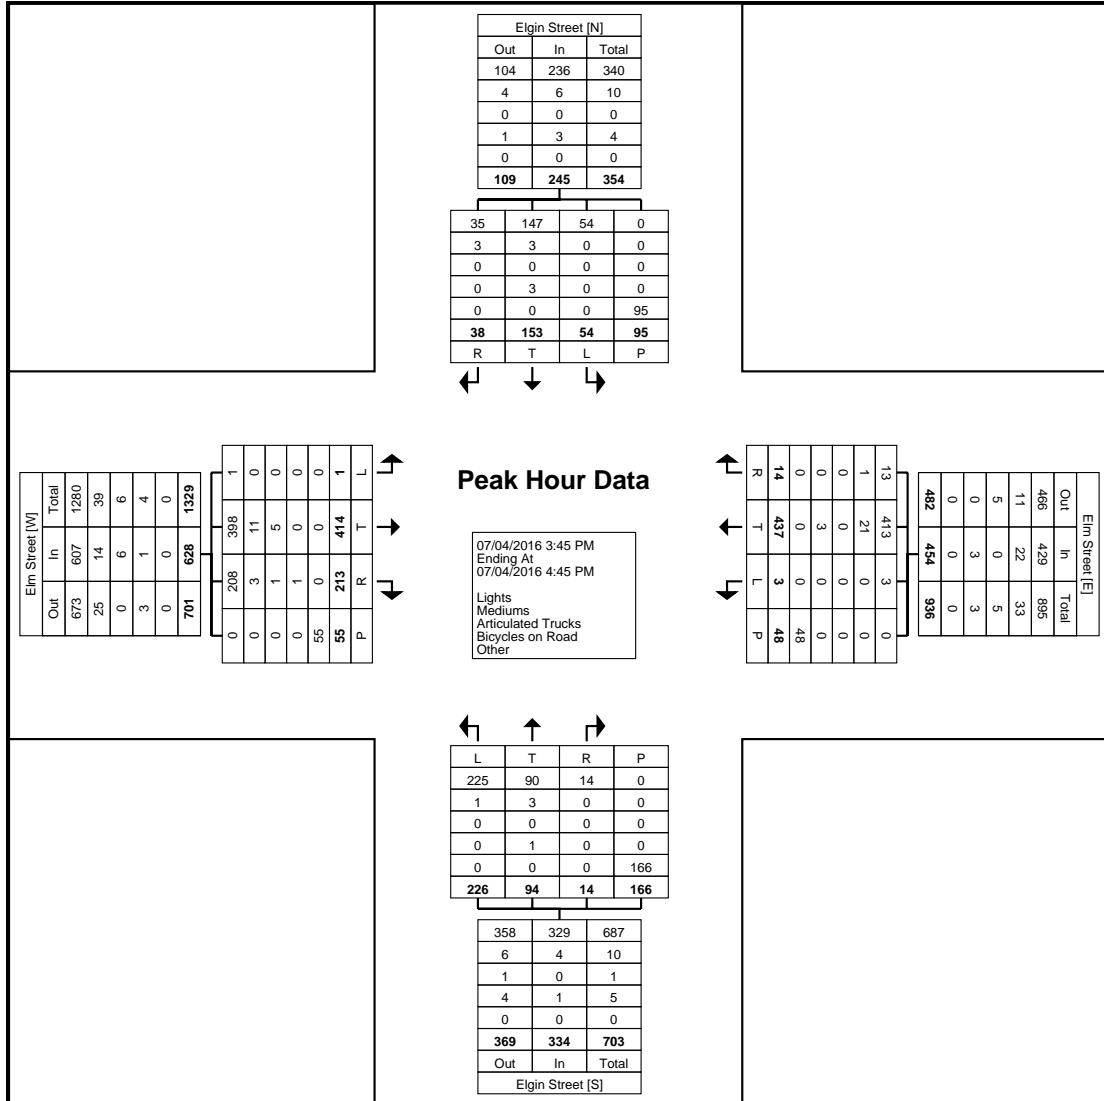 Elgin Street [N]
Out In Total
104 236 340
4 6 10
0 0 0
1 3 4
0 0 0
109 245 354
35 147 54 0
3 3 0 0
0 0 0 0
0 3 0 0
0 0 0 95
38 153 54 95
R T L P
Elm Street [W]
Total 1280 39 6 4 0 1329
In 607 14 6 1 0 628
Out 673 25 0 3 0 701
1 0 0 0 0 1 L
398 11 5 0 0 414 T
208 3 1 1 0 213 R
0 0 0 0 55 55 P
Peak Hour Data
07/04/2016 3:45 PM
Ending At
07/04/2016 4:45 PM
Lights
Mediums
Articulated Trucks
Bicycles on Road
Other
R 14 0 0 0 1 13
T 437 0 3 0 21 413
L 3 0 0 0 0 3
P 48 48 0 0 0 0
Elm Street [E]
Out 466 11 5 0 0 482
In 429 22 0 3 0 454
Total 895 33 5 3 0 936
L T R P
225 90 14 0
1 3 0 0
0 0 0 0
0 1 0 0
0 0 0 166
226 94 14 166
358 329 687
6 4 10
1 0 1
4 1 5
0 0 0
369 334 703
Out In Total
Elgin Street [S]